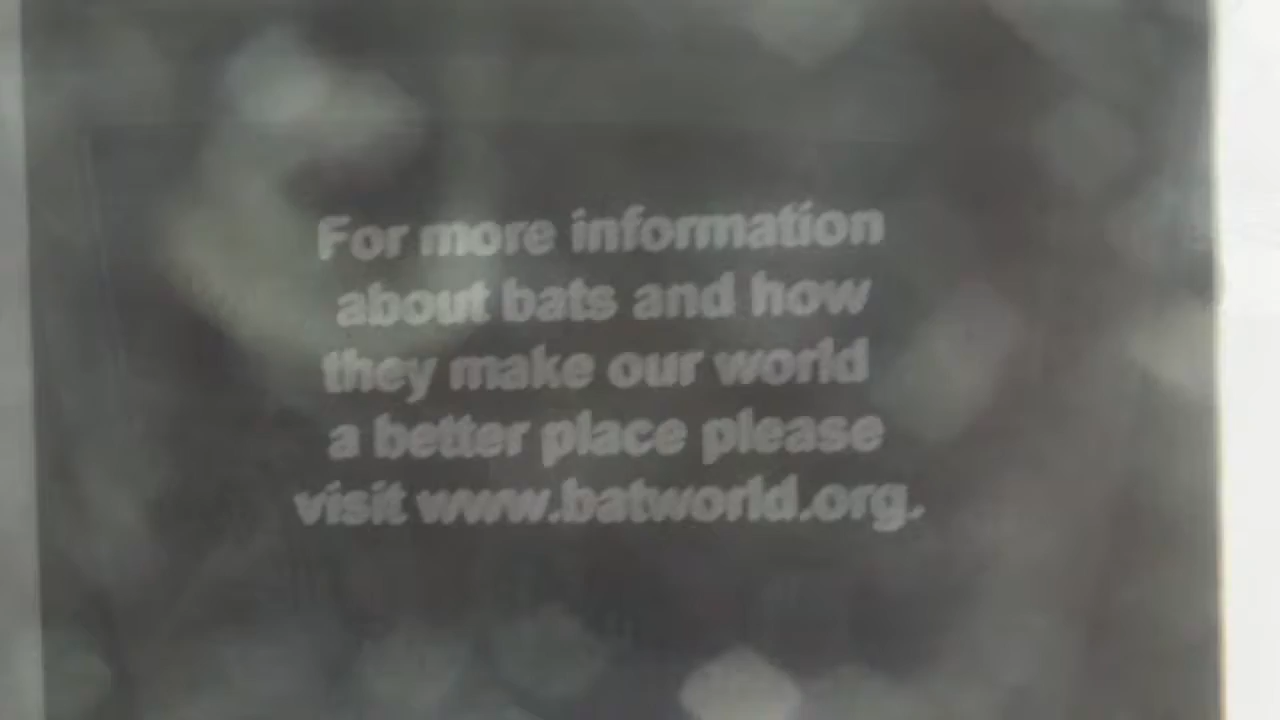 For more information
about bats and how
they make our world
a better place please
visit www.batworld.org.